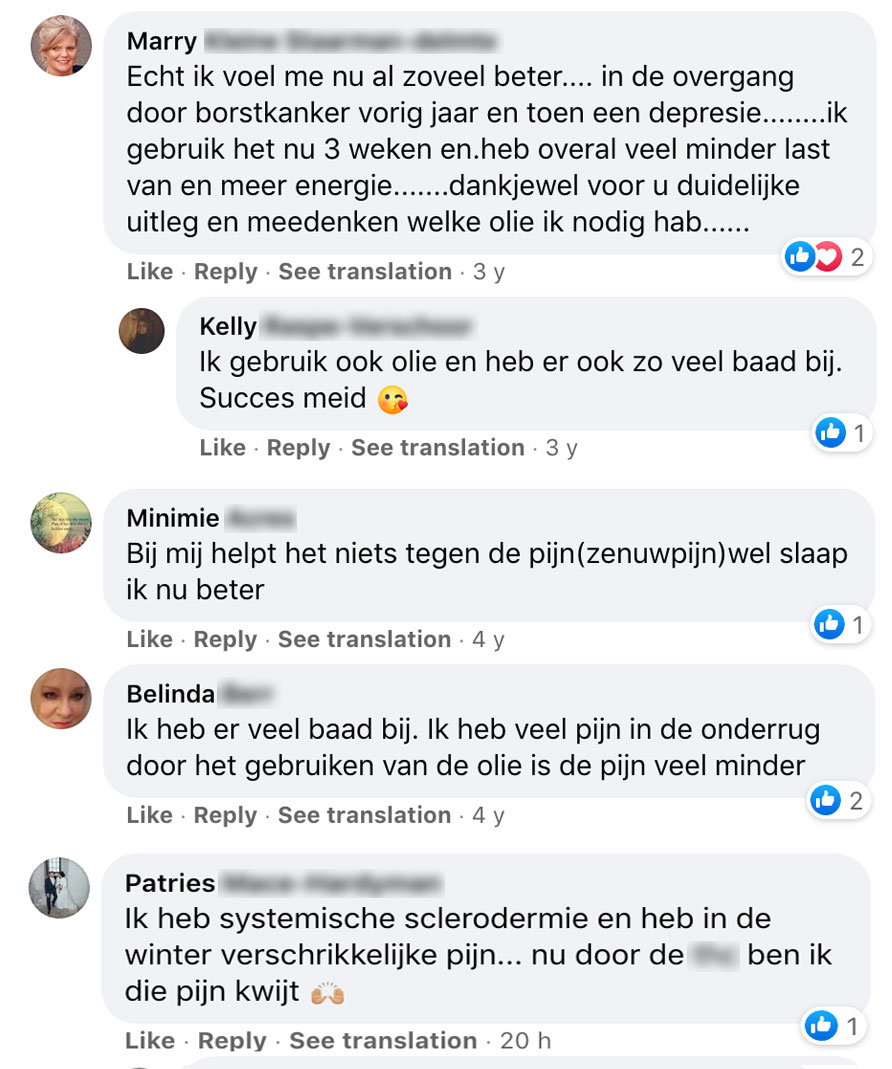 Marry
Echt ik voel me nu al zoveel beter.... in de overgang
door borstkanker vorig jaar en toen een depresie........ik
gebruik het nu 3 weken en.heb overal veel minder last
van en meer energie.......dankjewel voor u duidelijke
uitleg en meedenken welke olie ik nodig hab......
2
Like · Reply · See translation · 3 y
Kelly
Ik gebruik ook olie en heb er ook zo veel baad bij.
Succes meid 😘
1
Like · Reply · See translation · 3 y
Minimie
Bij mij helpt het niets tegen de pijn(zenuwpijn)wel slaap
ik nu beter
1
Like · Reply · See translation · 4 y
Belinda
Ik heb er veel baad bij. Ik heb veel pijn in de onderrug
door het gebruiken van de olie is de pijn veel minder
2
Like · Reply · See translation · 4 y
Patries
Ik heb systemische sclerodermie en heb in de
winter verschrikkelijke pijn... nu door de ben ik
die pijn kwijt 🙌🏼
1
Like · Reply · See translation · 20 h